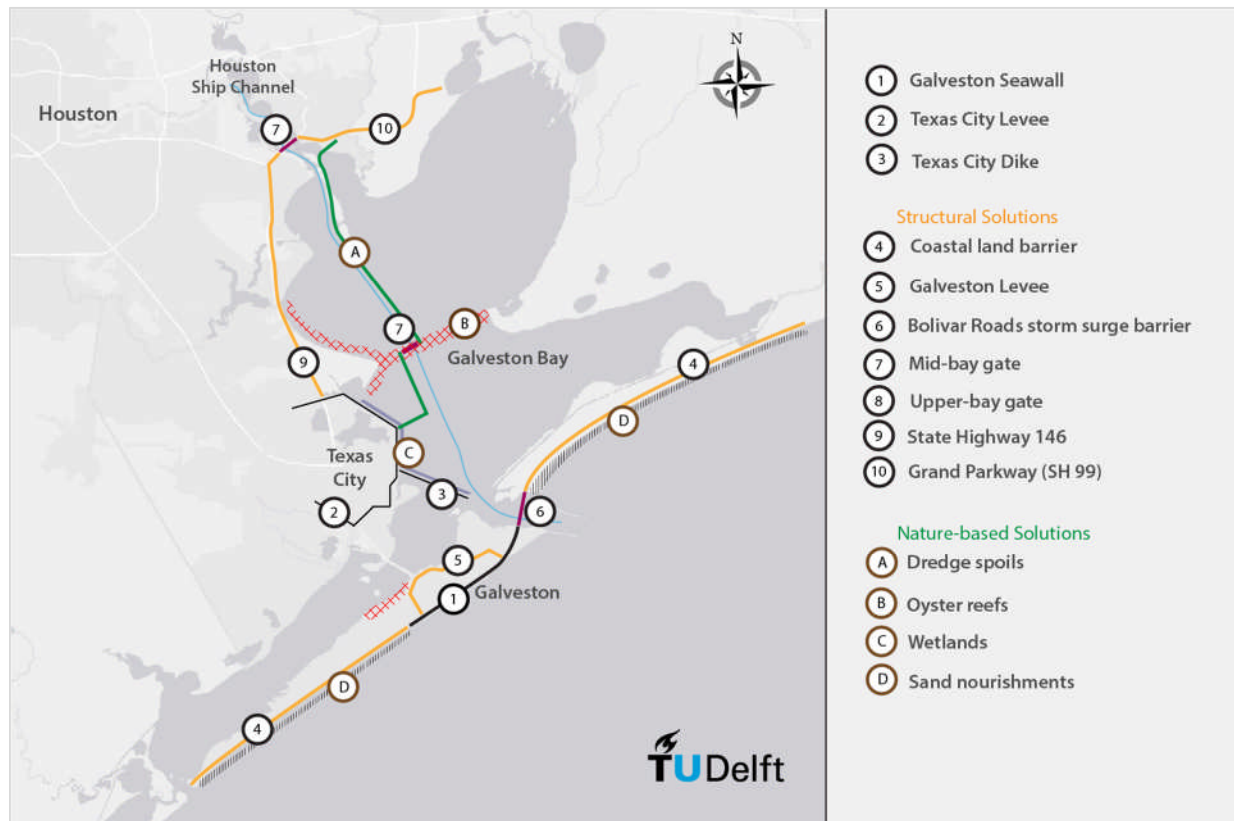 Houston
Ship Channel
N
Houston
7
10
A
7
B
Galveston Bay
9
4
D
Texas
City
C
3
2
6
5
1
Galveston
D
4
TUDelft
1 Galveston Seawall
2 Texas City Levee
3 Texas City Dike
Structural Solutions
4 Coastal land barrier
5 Galveston Levee
6 Bolivar Roads storm surge barrier
7 Mid-bay gate
8 Upper-bay gate
9 State Highway 146
10 Grand Parkway (SH 99)
Nature-based Solutions
A Dredge spoils
B Oyster reefs
C Wetlands
D Sand nourishments